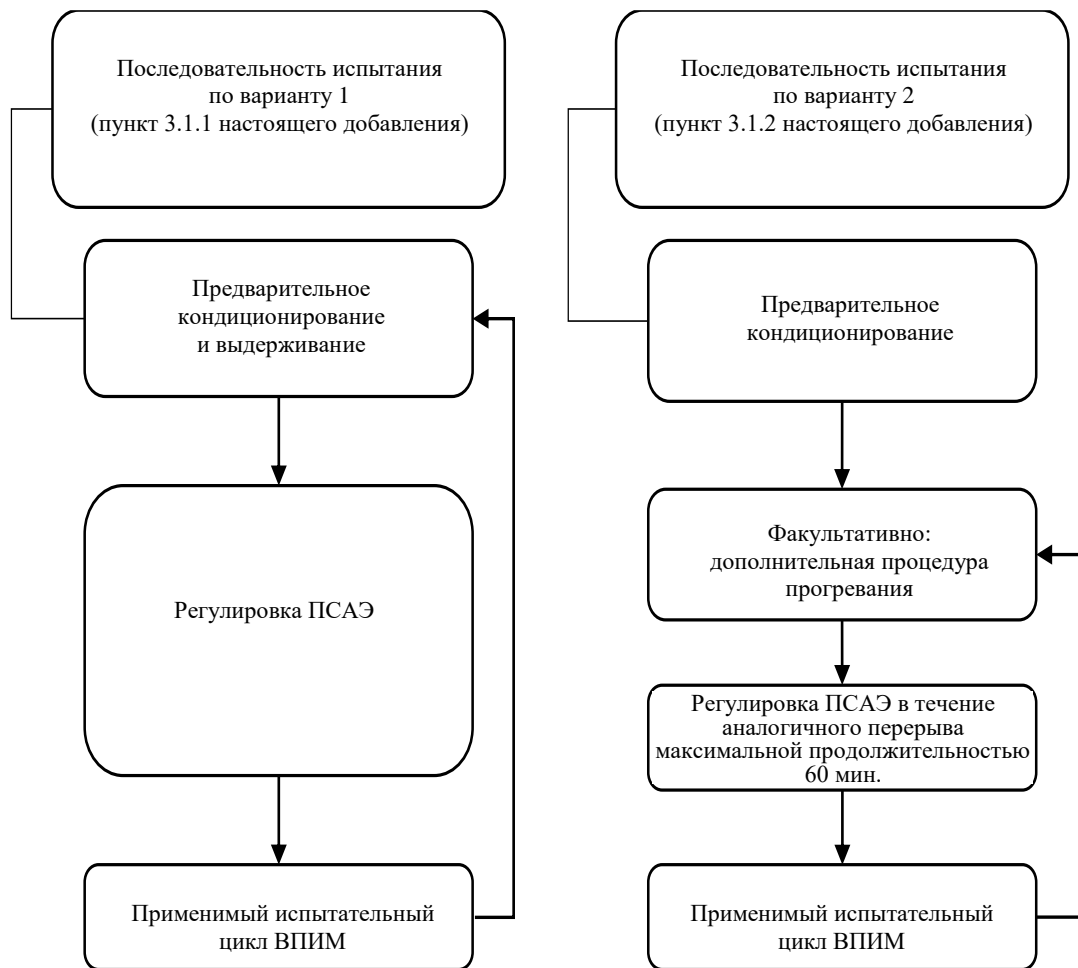 Последовательность испытания
по варианту 1
(пункт 3.1.1 настоящего добавления)
Предварительное
кондиционирование
и выдерживание
Регулировка ПСАЭ
Применимый испытательный
цикл ВПИМ
Последовательность испытания
по варианту 2
(пункт 3.1.2 настоящего добавления)
Предварительное
кондиционирование
Факультативно:
дополнительная процедура
прогревания
Регулировка ПСАЭ в течение
аналогичного перерыва
максимальной продолжительностью
60 мин.
Применимый испытательный
цикл ВПИМ